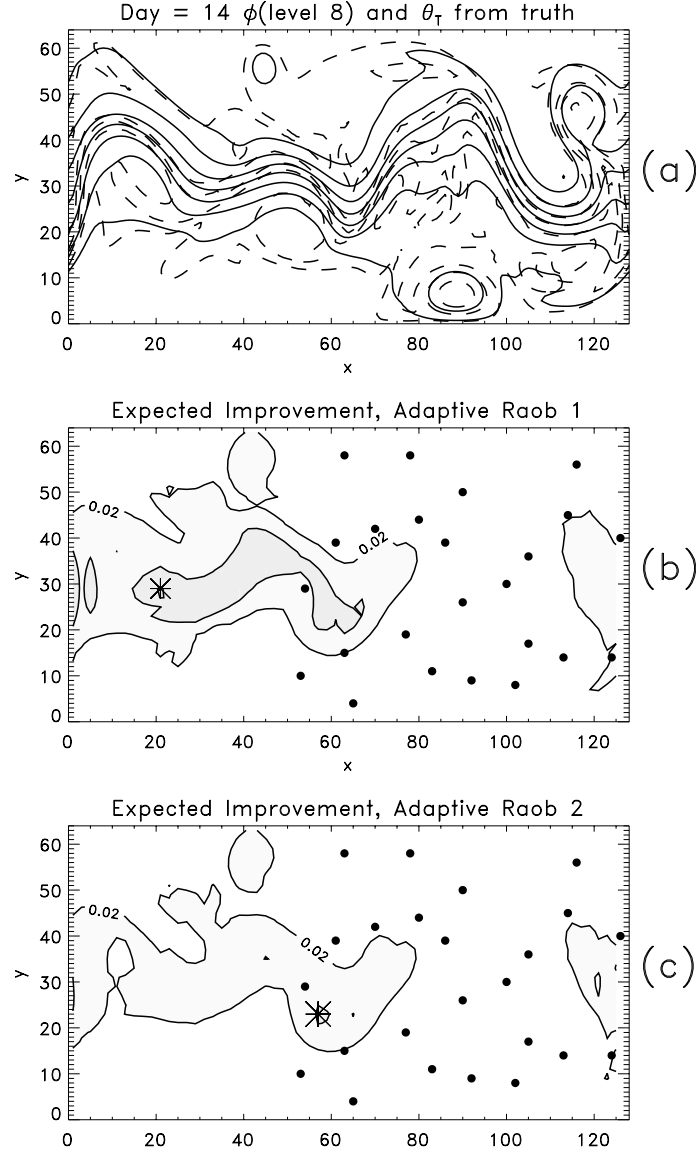 Day = 14 ϕ(level 8) and θ_T from truth
60
50
40
30
20
10
0
y
0 20 40 60 80 100 120
x
(a)
Expected Improvement, Adaptive Raob 1
60
50
40
30
20
10
0
y
0.02
0.02
0 20 40 60 80 100 120
x
(b)
Expected Improvement, Adaptive Raob 2
60
50
40
30
20
10
0
y
0.02
0.02
0 20 40 60 80 100 120
(c)